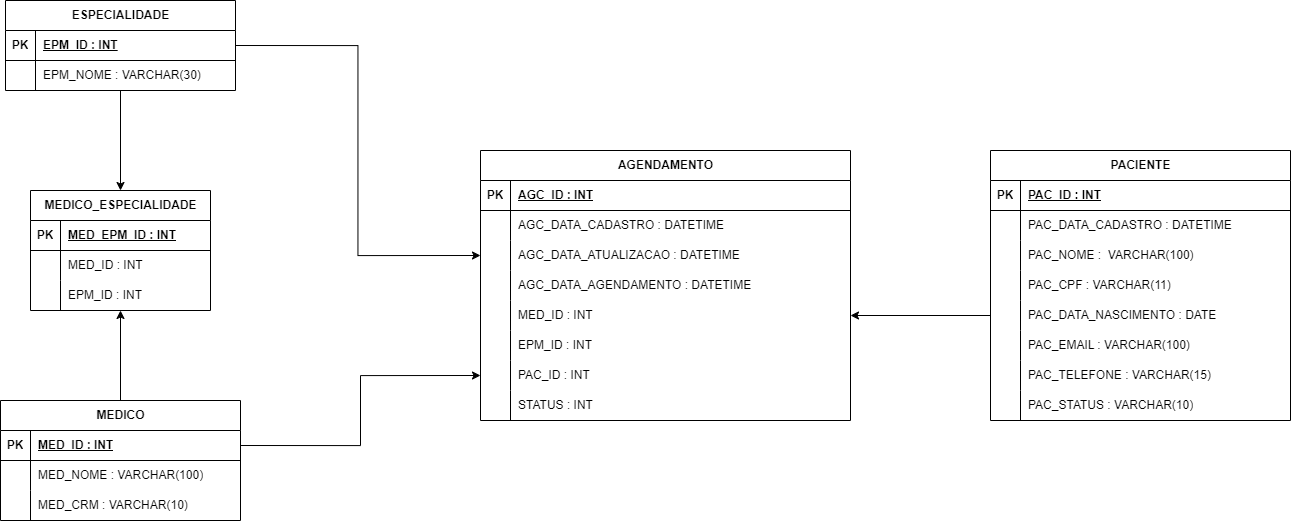 ESPECIALIDADE
PK EPM_ID : INT
EPM_NOME : VARCHAR(30)
MEDICO_ESPECIALIDADE
PK MED_EPM_ID : INT
MED_ID : INT
EPM_ID : INT
MEDICO
PK MED_ID : INT
MED_NOME : VARCHAR(100)
MED_CRM : VARCHAR(10)
AGENDAMENTO
PK AGC_ID : INT
AGC_DATA_CADASTRO : DATETIME
AGC_DATA_ATUALIZACAO : DATETIME
AGC_DATA_AGENDAMENTO : DATETIME
MED_ID : INT
EPM_ID : INT
PAC_ID : INT
STATUS : INT
PACIENTE
PK PAC_ID : INT
PAC_DATA_CADASTRO : DATETIME
PAC_NOME :  VARCHAR(100)
PAC_CPF : VARCHAR(11)
PAC_DATA_NASCIMENTO : DATE
PAC_EMAIL : VARCHAR(100)
PAC_TELEFONE : VARCHAR(15)
PAC_STATUS : VARCHAR(10)